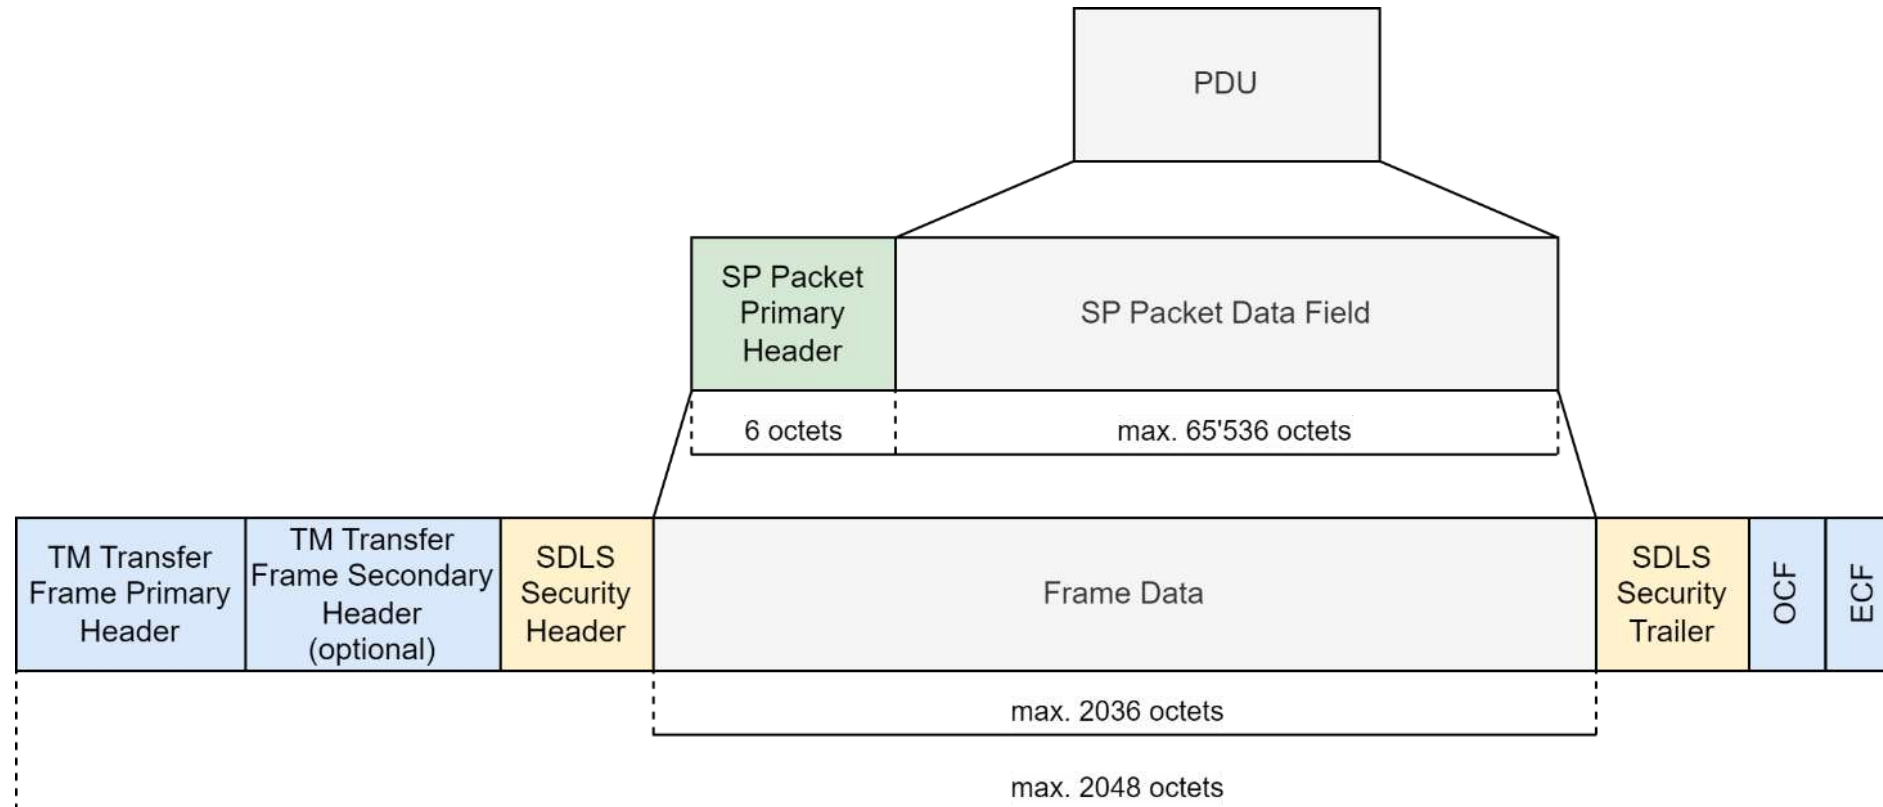 PDU
SP Packet
Primary
Header
SP Packet Data Field
6 octets
max. 65'536 octets
TM Transfer
Frame Primary
Header
TM Transfer
Frame Secondary
Header
(optional)
SDLS
Security
Header
Frame Data
SDLS
Security
Trailer
OCF
ECF
max. 2036 octets
max. 2048 octets